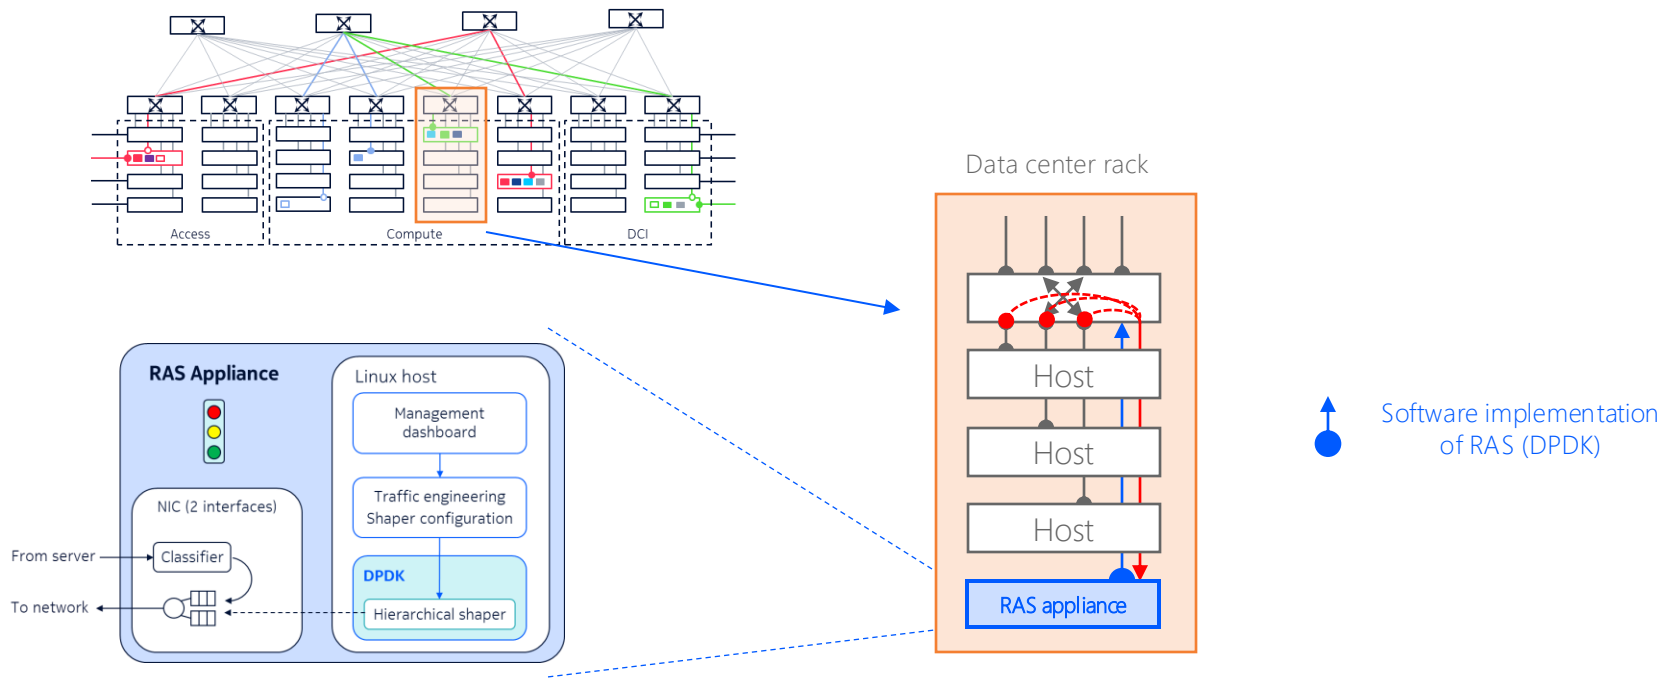 Access
Compute
DCI
Data center rack
Host
Host
Host
RAS appliance
Software implementation
of RAS (DPDK)
RAS Appliance
Linux host
Management
dashboard
Traffic engineering
Shaper configuration
DPDK
Hierarchical shaper
NIC (2 interfaces)
From server
Classifier
To network